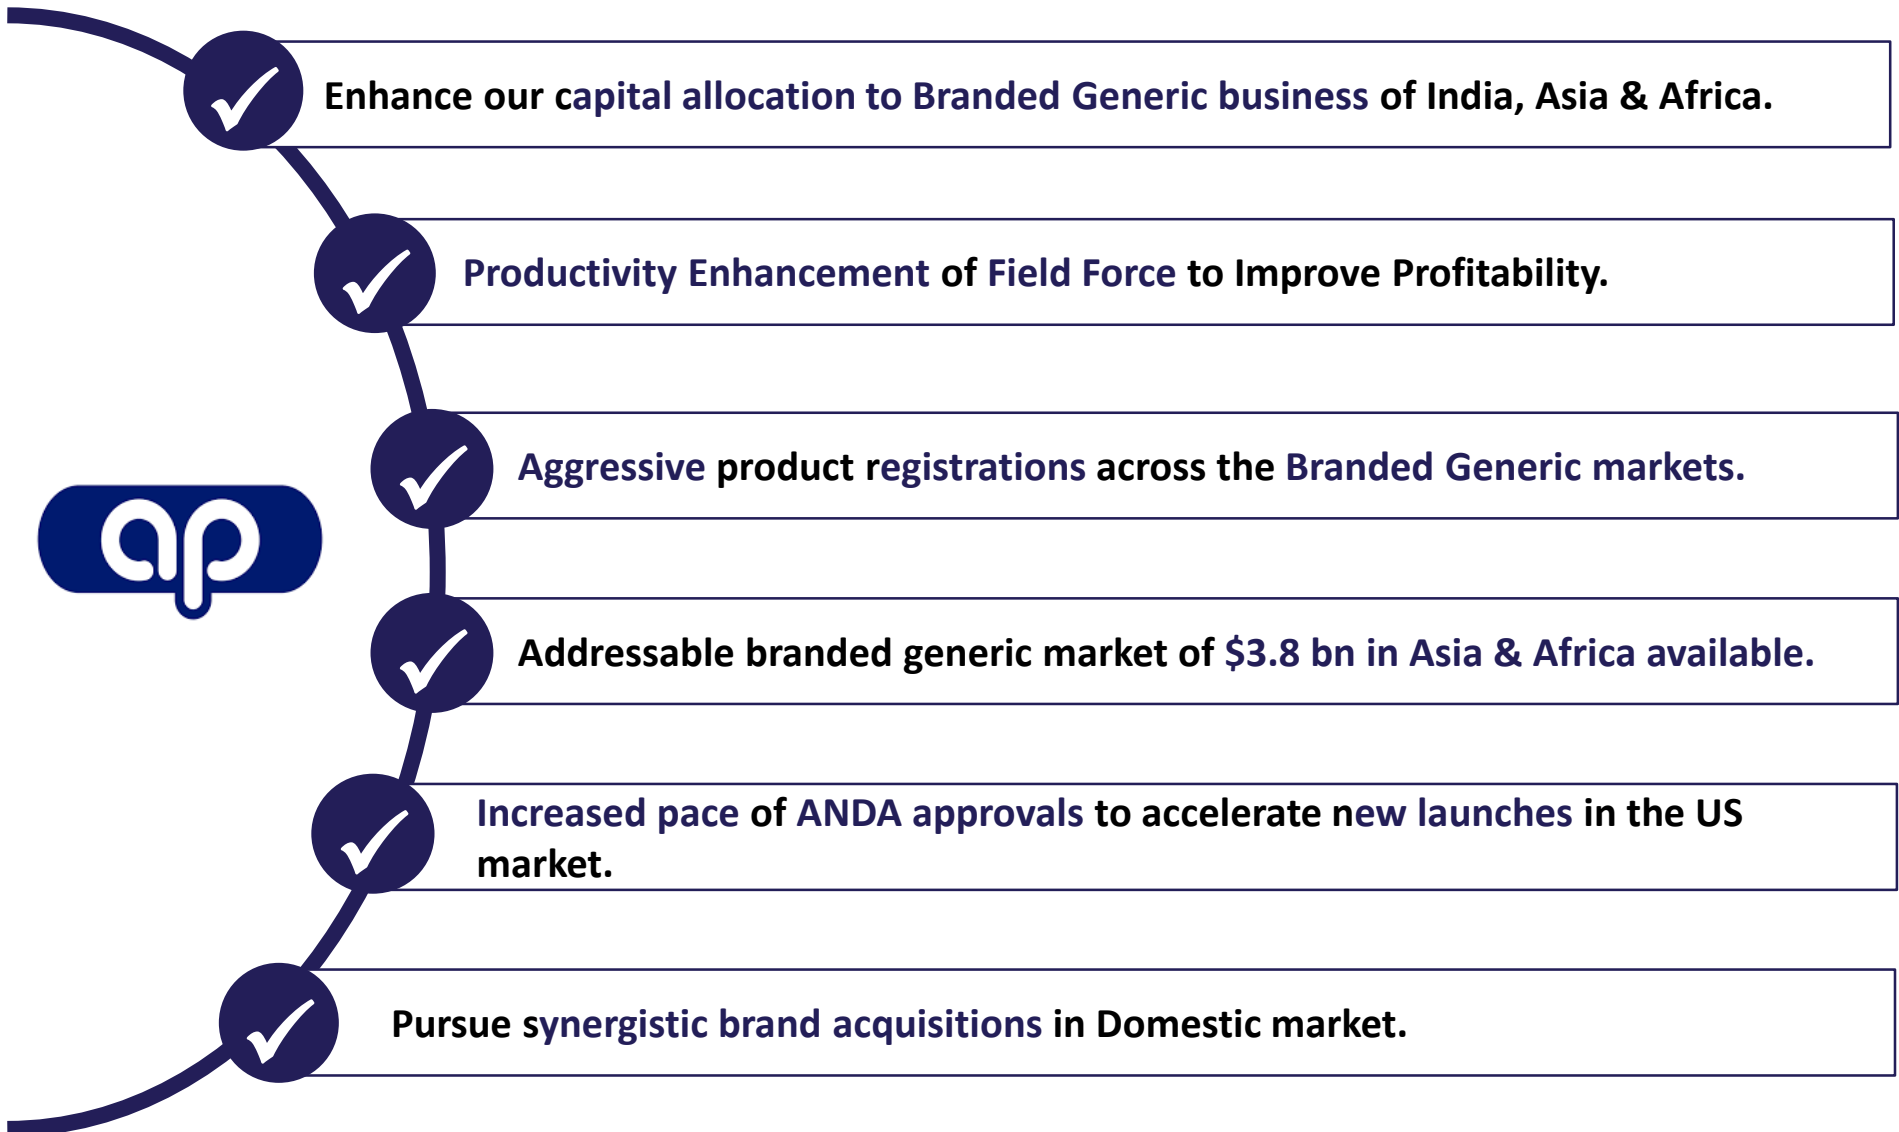 Enhance our capital allocation to Branded Generic business of India, Asia & Africa.
Productivity Enhancement of Field Force to Improve Profitability.
Aggressive product registrations across the Branded Generic markets.
ap
Addressable branded generic market of $3.8 bn in Asia & Africa available.
Increased pace of ANDA approvals to accelerate new launches in the US
market.
Pursue synergistic brand acquisitions in Domestic market.